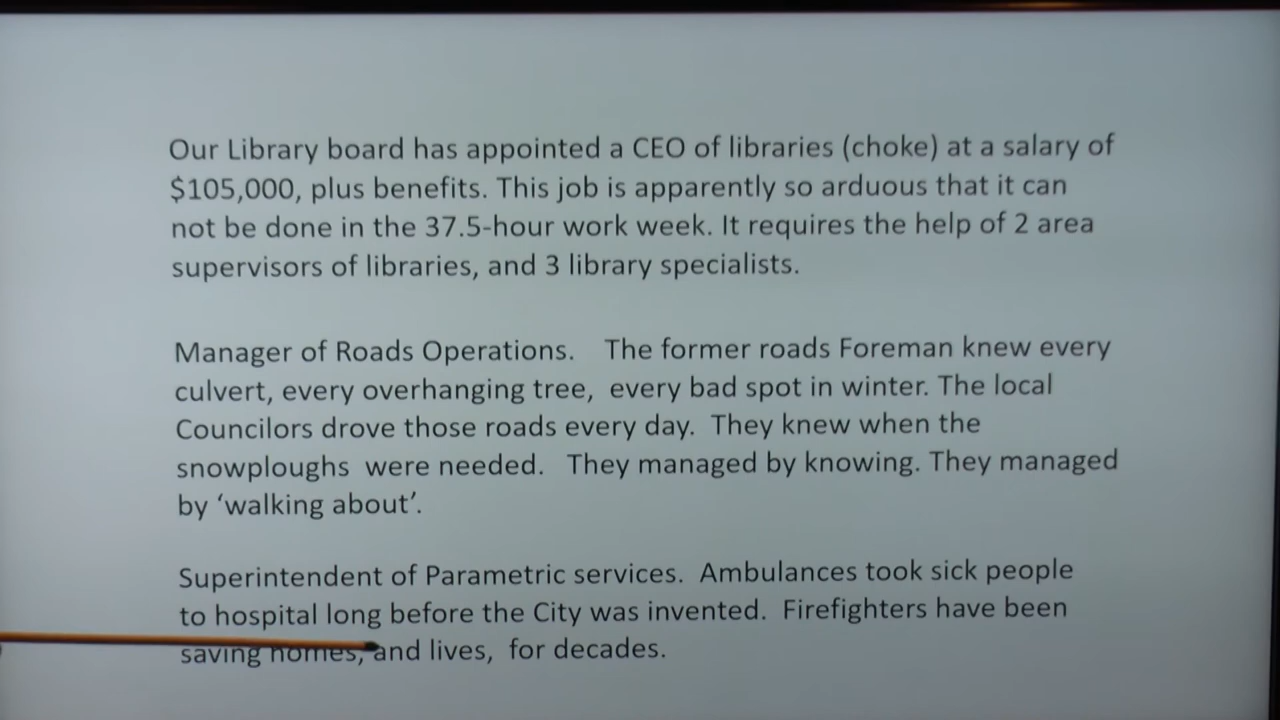 Our Library board has appointed a CEO of libraries (choke) at a salary of
$105,000, plus benefits. This job is apparently so arduous that it can
not be done in the 37.5-hour work week. It requires the help of 2 area
supervisors of libraries, and 3 library specialists.
Manager of Roads Operations. The former roads Foreman knew every
culvert, every overhanging tree, every bad spot in winter. The local
Councilors drove those roads every day. They knew when the
snowploughs were needed. They managed by knowing. They managed
by ‘walking about’.
Superintendent of Parametric services. Ambulances took sick people
to hospital long before the City was invented. Firefighters have been
saving homes, and lives, for decades.